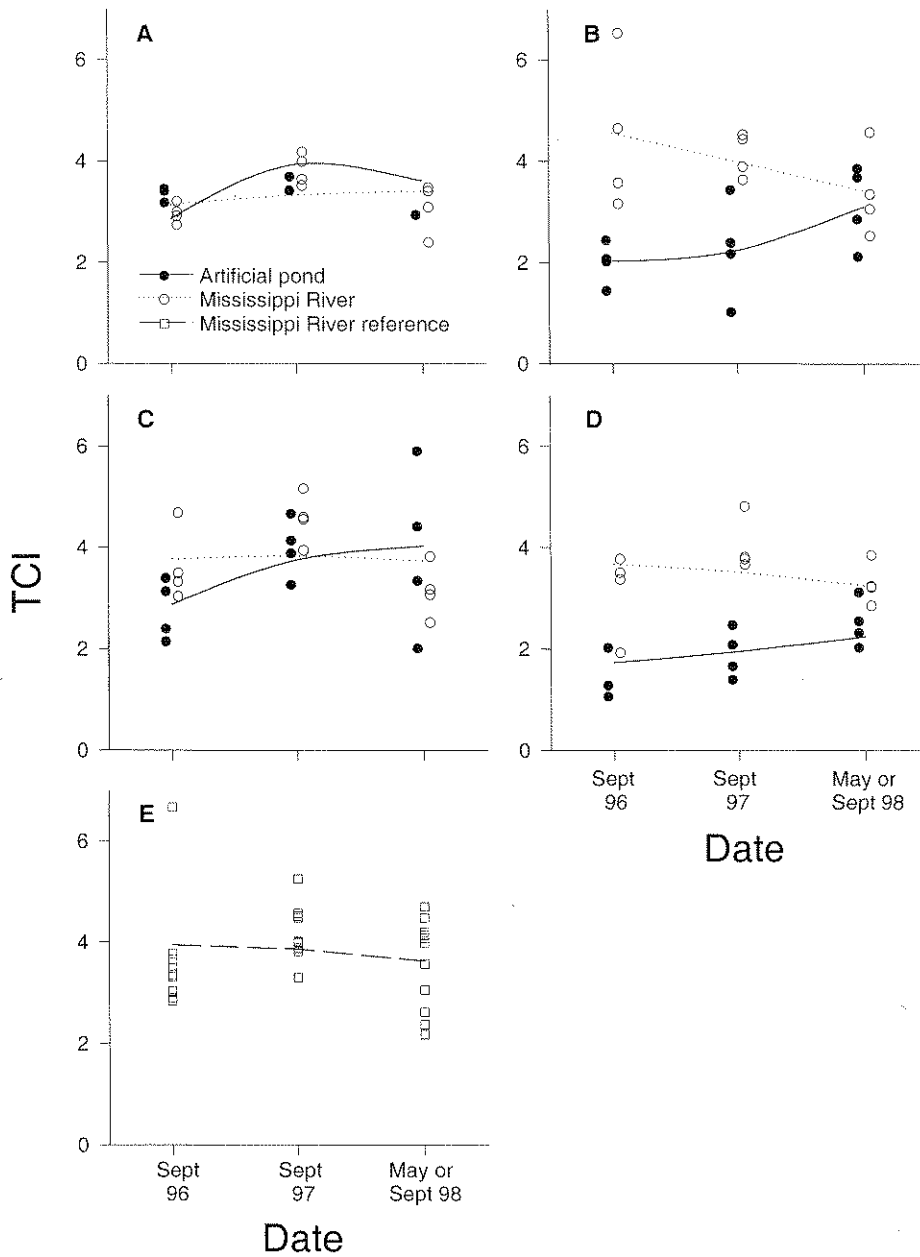 A
6
4
2
0
Artificial pond
Mississippi River
Mississippi River reference
B
6
4
2
0
C
6
4
2
0
D
6
4
2
0
Sept 96
Sept 97
May or Sept 98
Date
TCI
E
6
4
2
0
Sept 96
Sept 97
May or Sept 98
Date